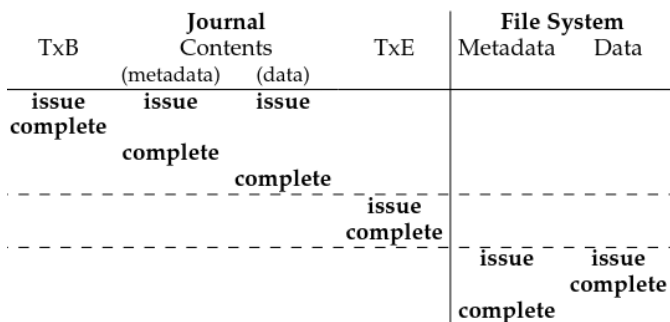 Journal File System
TxB Contents TxE Metadata Data
(metadata) (data)
issue issue issue
complete
complete
complete
issue
complete
issue issue
complete
complete